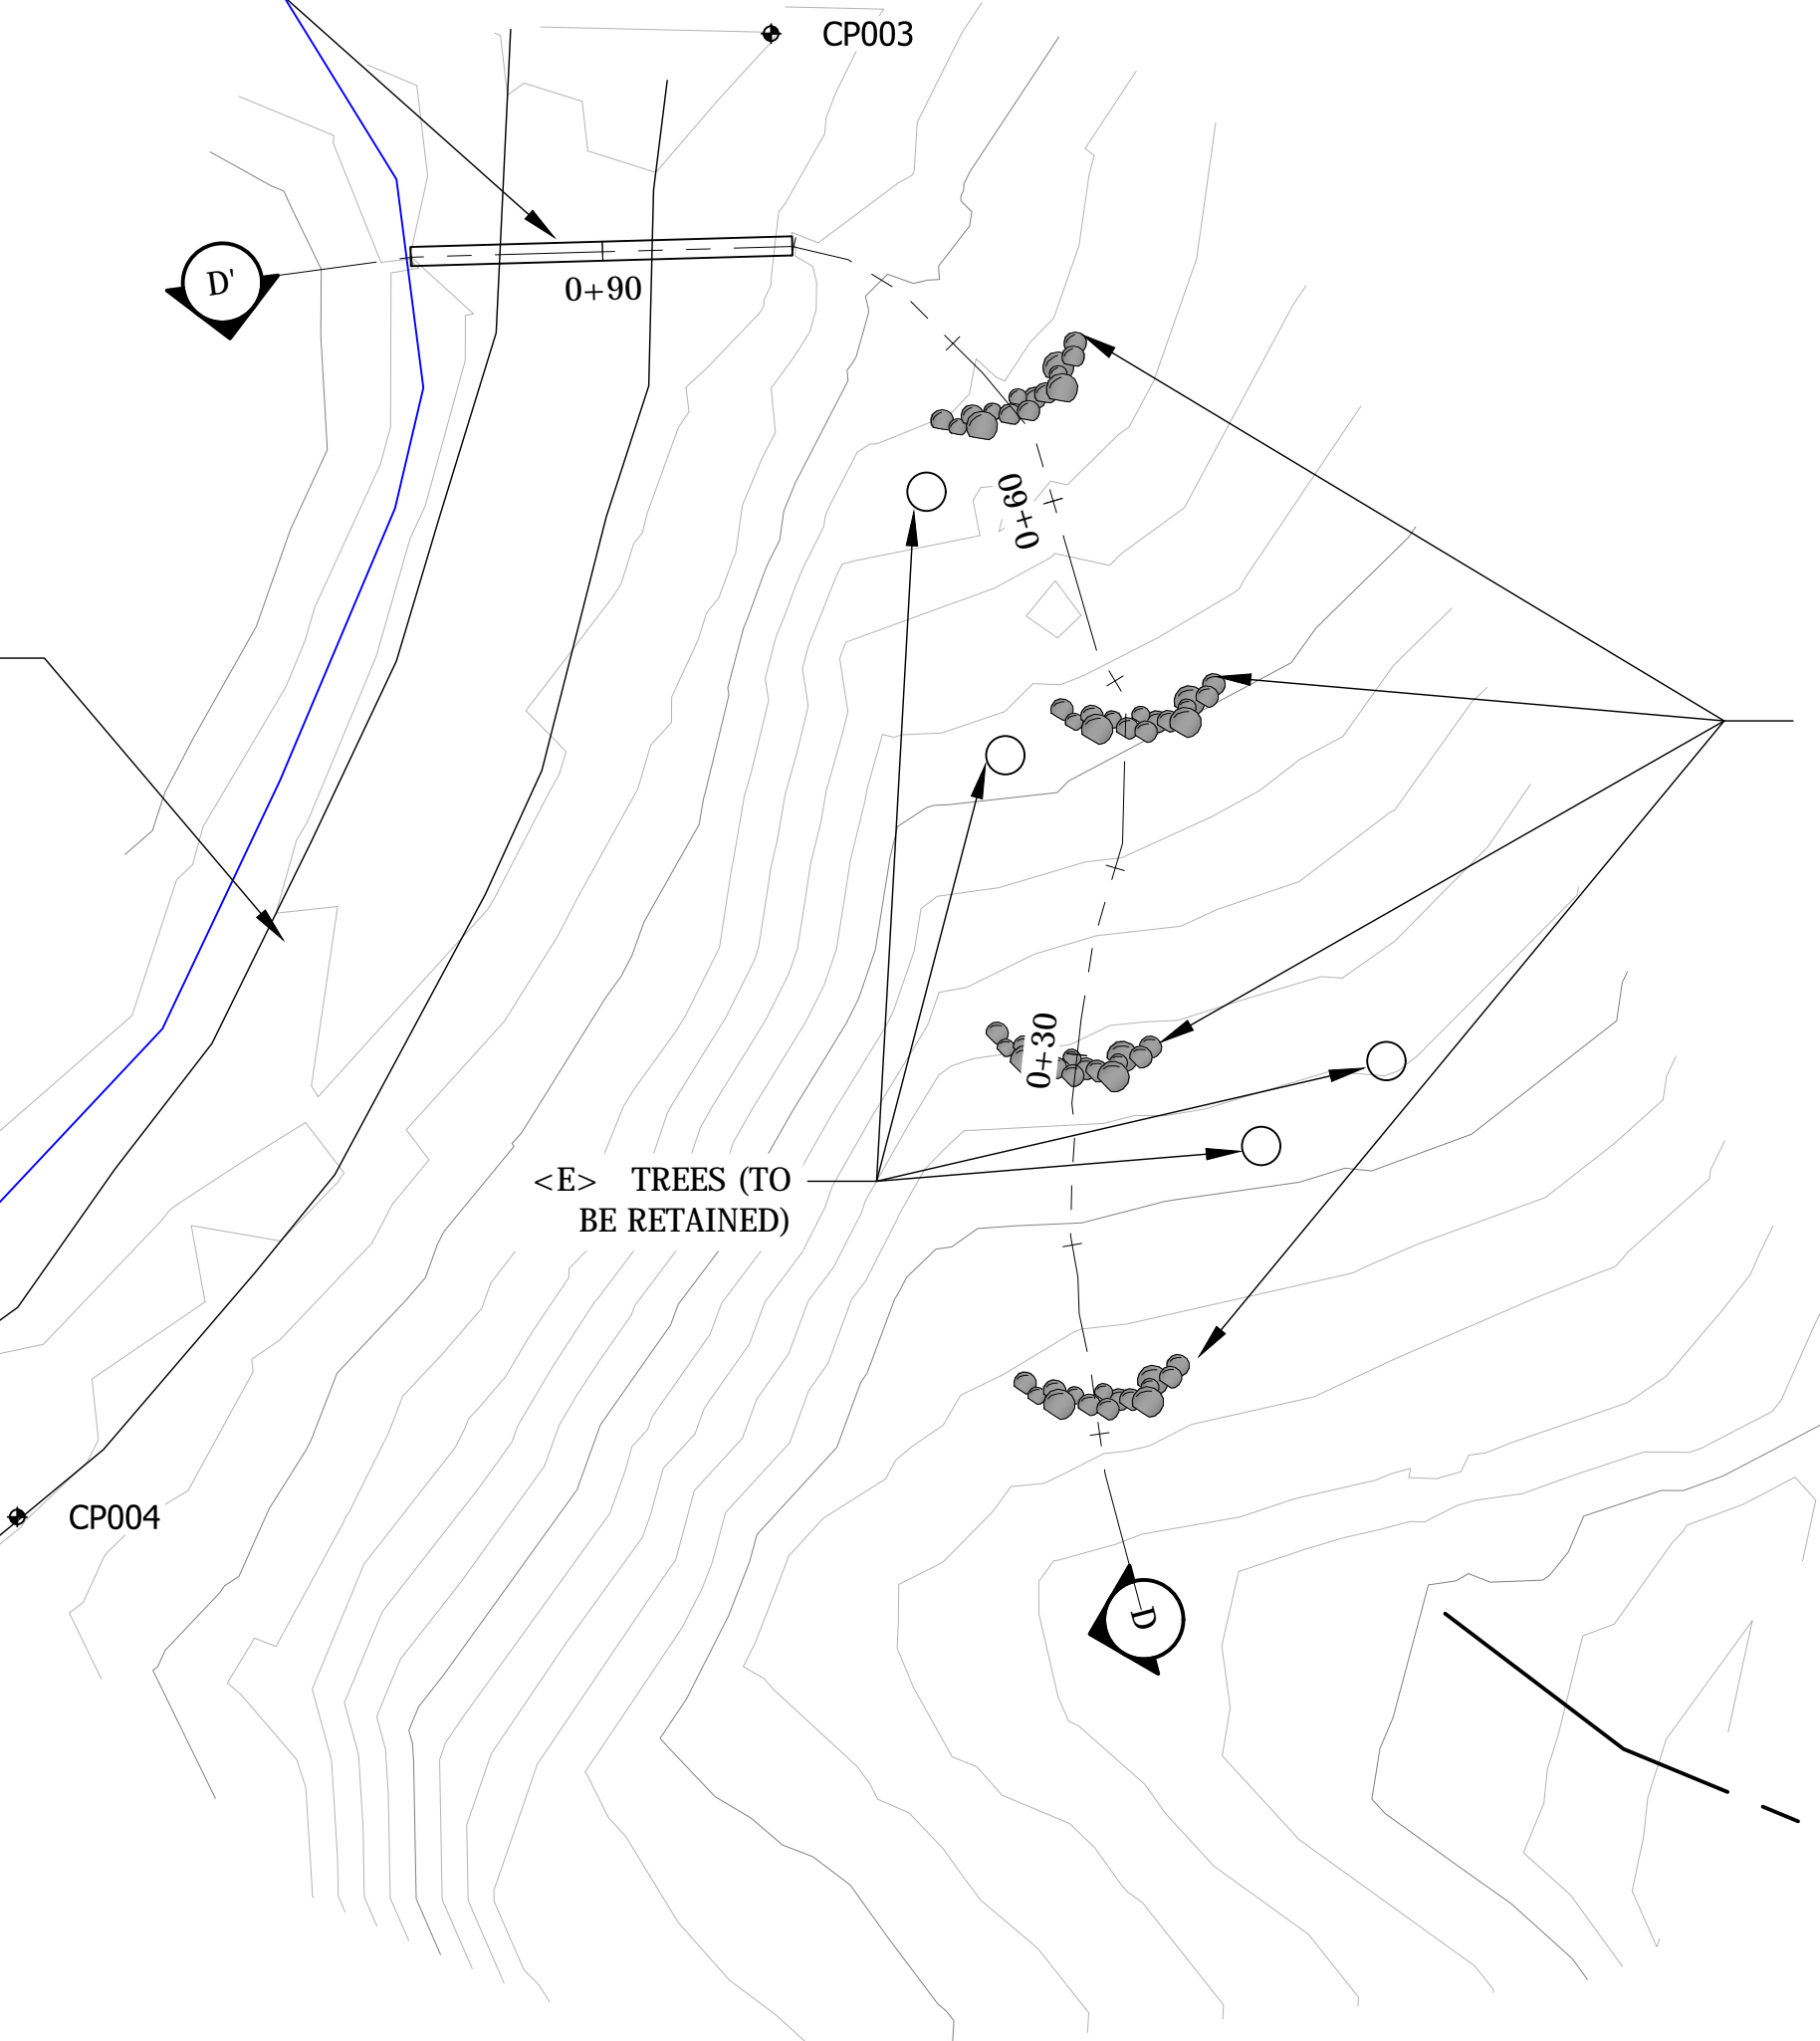 CP003
D'
0+90
0+60
0+30
<E> TREES (TO
BE RETAINED)
CP004
D